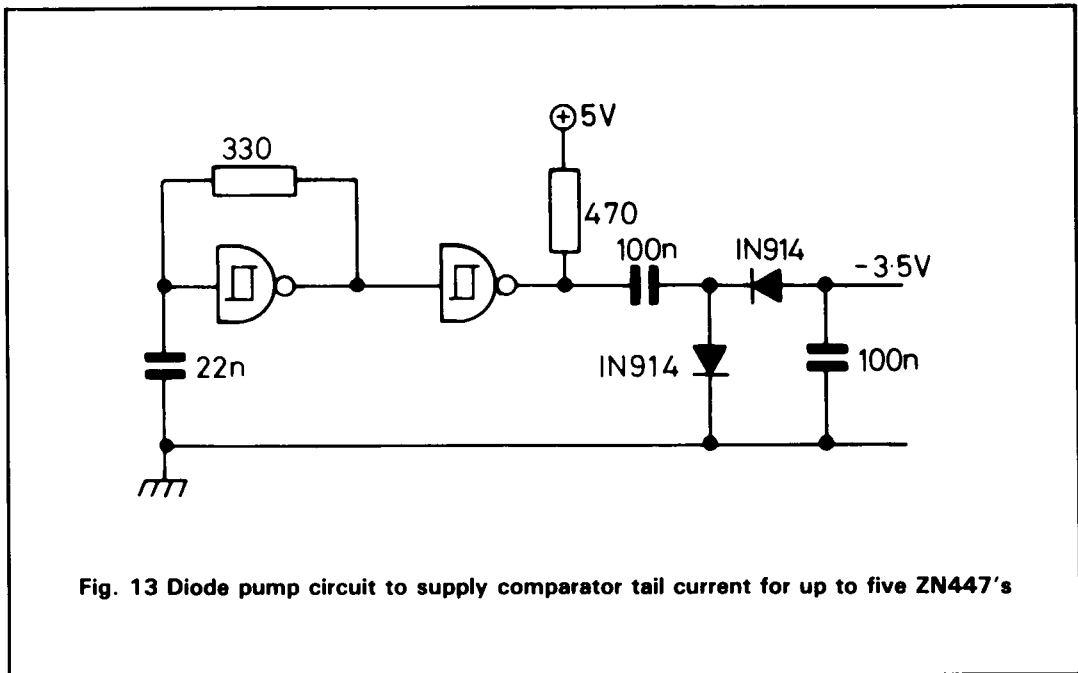 5V
330
470
100n
IN914
-3·5V
22n
IN914
100n
Fig. 13 Diode pump circuit to supply comparator tail current for up to five ZN447's